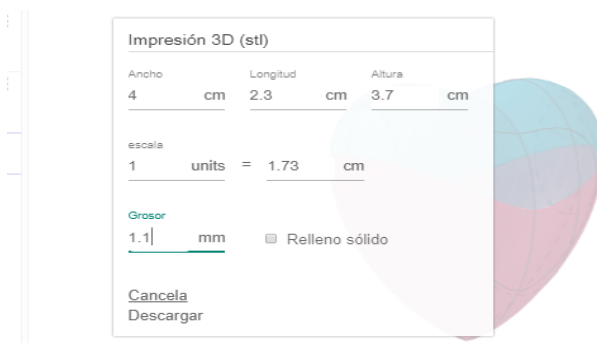 Impresión 3D (stl)
Ancho Longitud Altura
4 cm 2.3 cm 3.7 cm
escala
1 units = 1.73 cm
Grosor
1.1 mm Relleno sólido
Cancela
Descargar